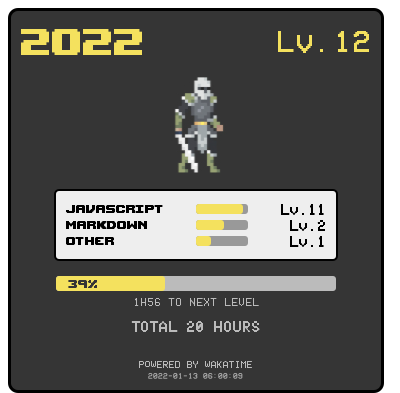 2022 Lv.12
JAVASCRIPT Lv.11
MARKDOWN Lv.2
OTHER Lv.1
39%
1H56 TO NEXT LEVEL
TOTAL 20 HOURS
POWERED BY WAKATIME
2022-01-13 06:00:09